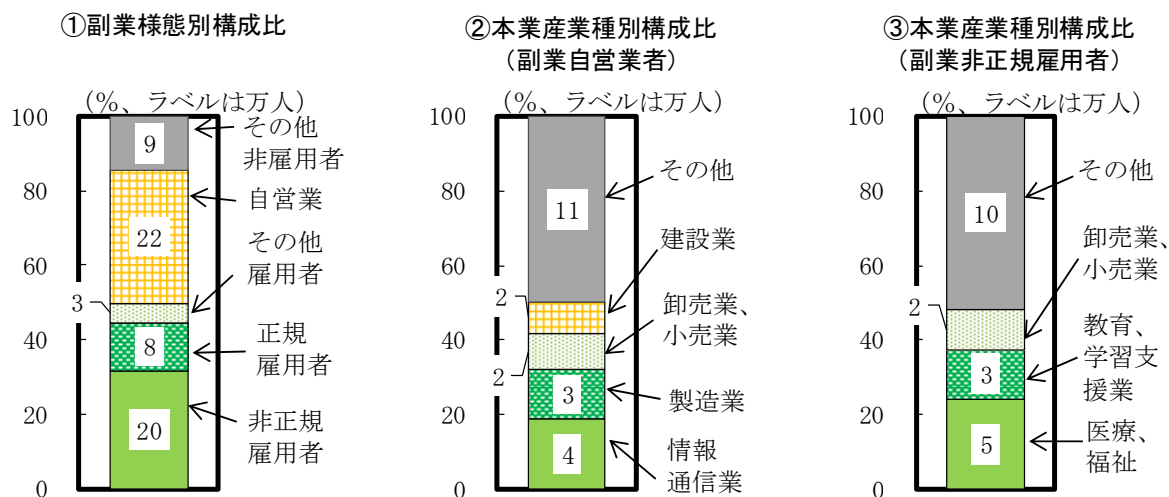 ①副業様態別構成比
(%、ラベルは万人)
100
80
60
40
20
0
9
22
3
8
20
その他
非雇用者
自営業
その他
雇用者
正規
雇用者
非正規
雇用者
②本業産業種別構成比
(副業自営業者)
(%、ラベルは万人)
100
80
60
40
20
0
11
2
2
3
4
その他
建設業
卸売業、
小売業
製造業
情報
通信業
③本業産業種別構成比
(副業非正規雇用者)
(%、ラベルは万人)
100
80
60
40
20
0
10
2
3
5
その他
卸売業、
小売業
教育、
学習支
援業
医療、
福祉